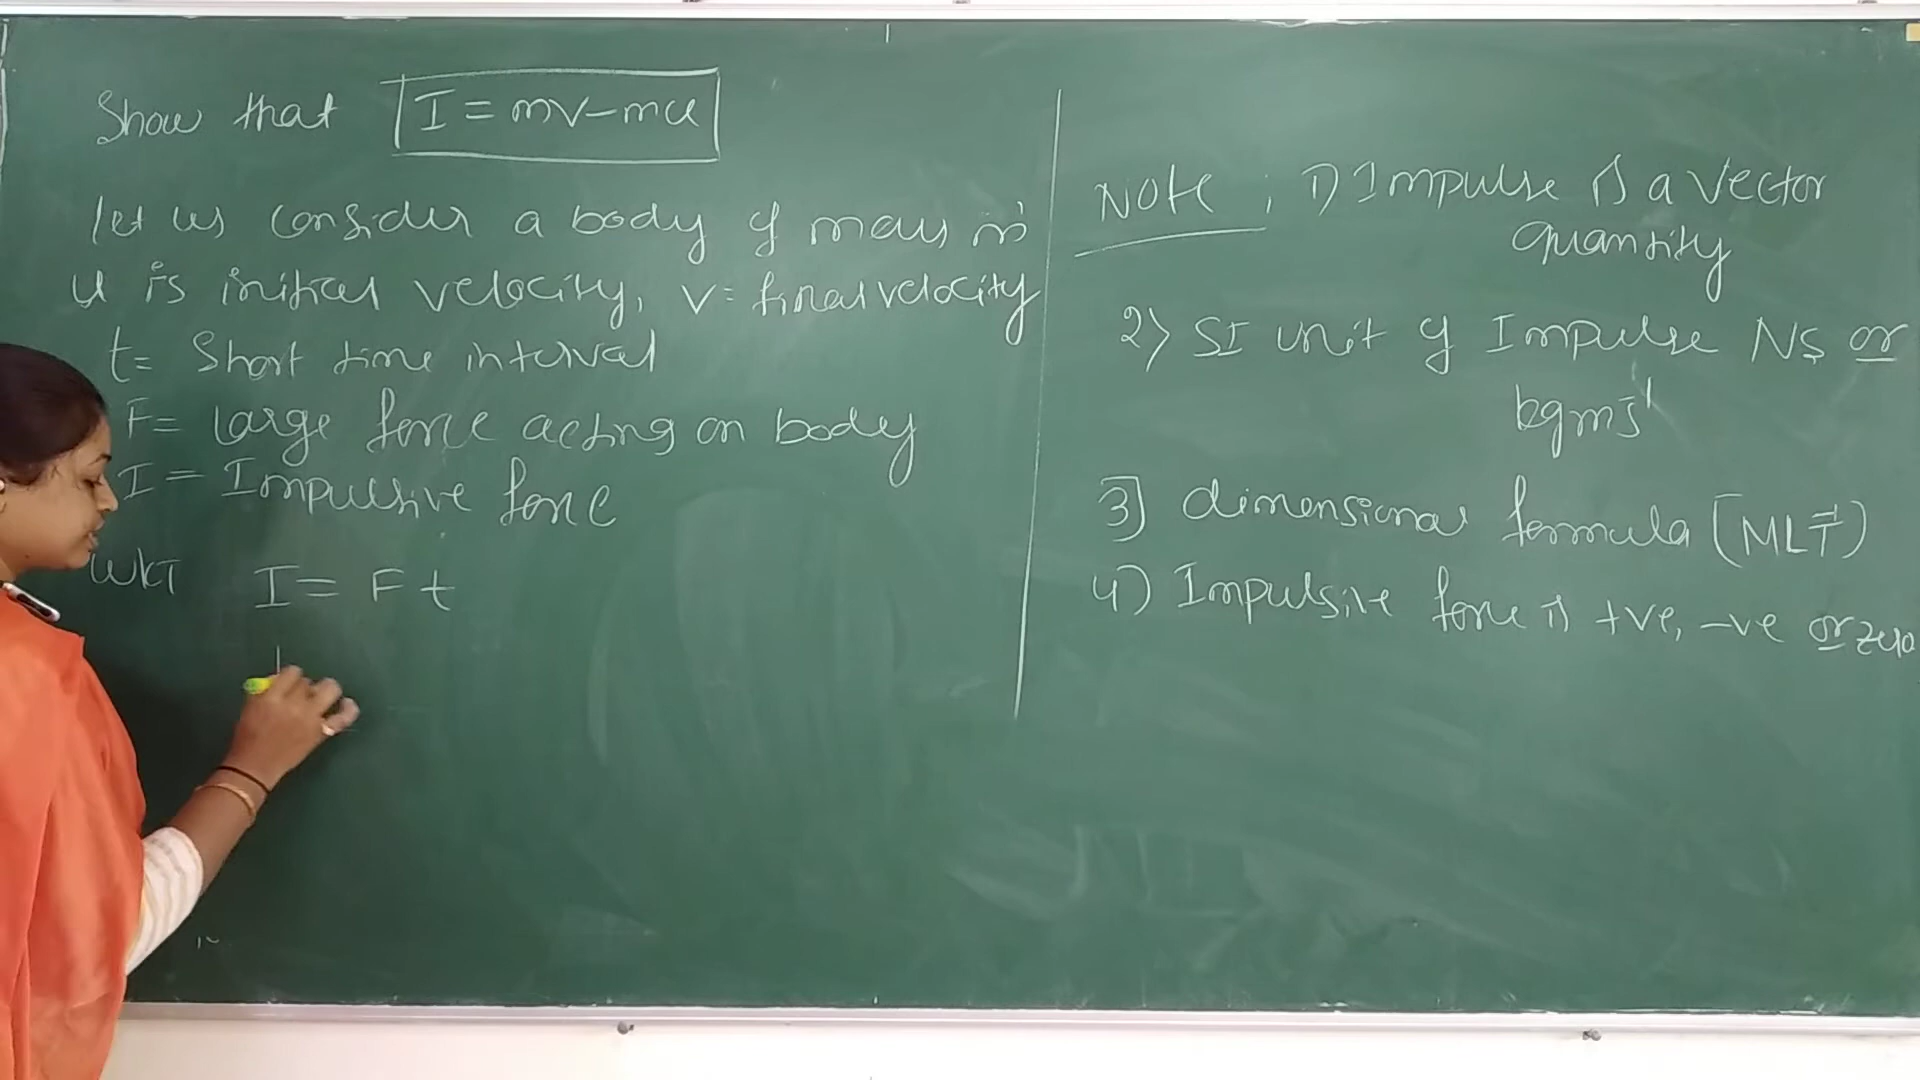 Show that I = mv-mu
let us consider a body of mass 'm'
u is initial velocity, v = final velocity
t = Short time interval
F = Large force acting on body
I = Impulsive force
WKT I = Ft
Note ; 1) Impulse is a vector
quantity
2) SI unit of Impulse NS or
kgms⁻¹
3] dimensional formula [MLT⁻¹)
4) Impulsive force is +ve, -ve or zero